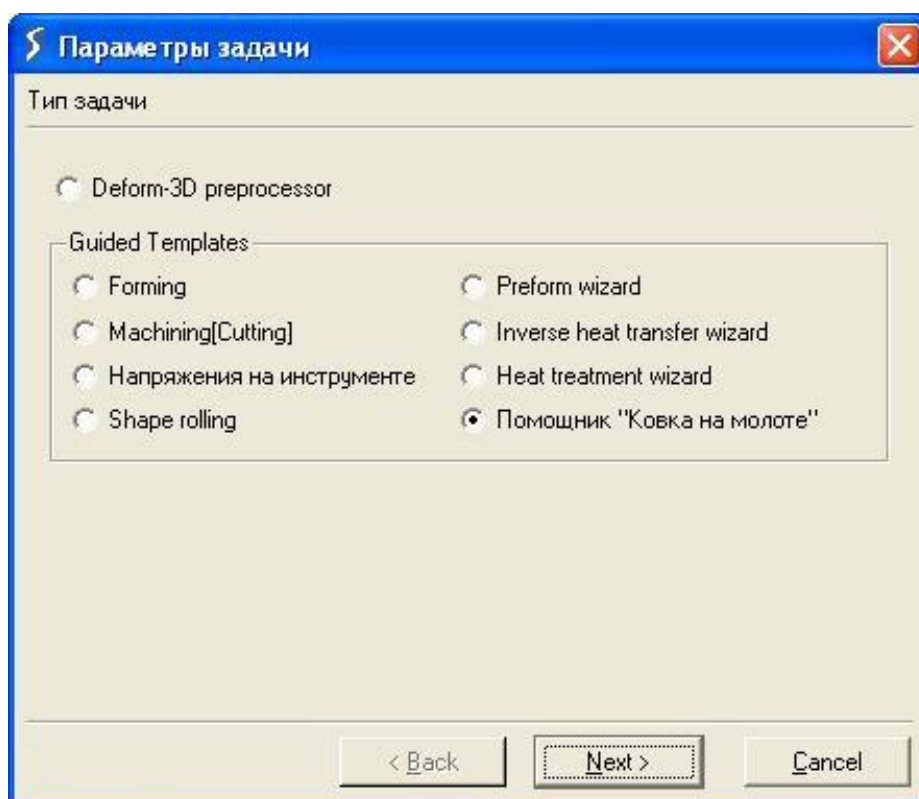 Параметры задачи
Тип задачи
Deform-3D preprocessor
Guided Templates
Forming
Preform wizard
Machining[Cutting]
Inverse heat transfer wizard
Напряжения на инструменте
Heat treatment wizard
Shape rolling
Помощник "Ковка на молоте"
< Back
Next >
Cancel